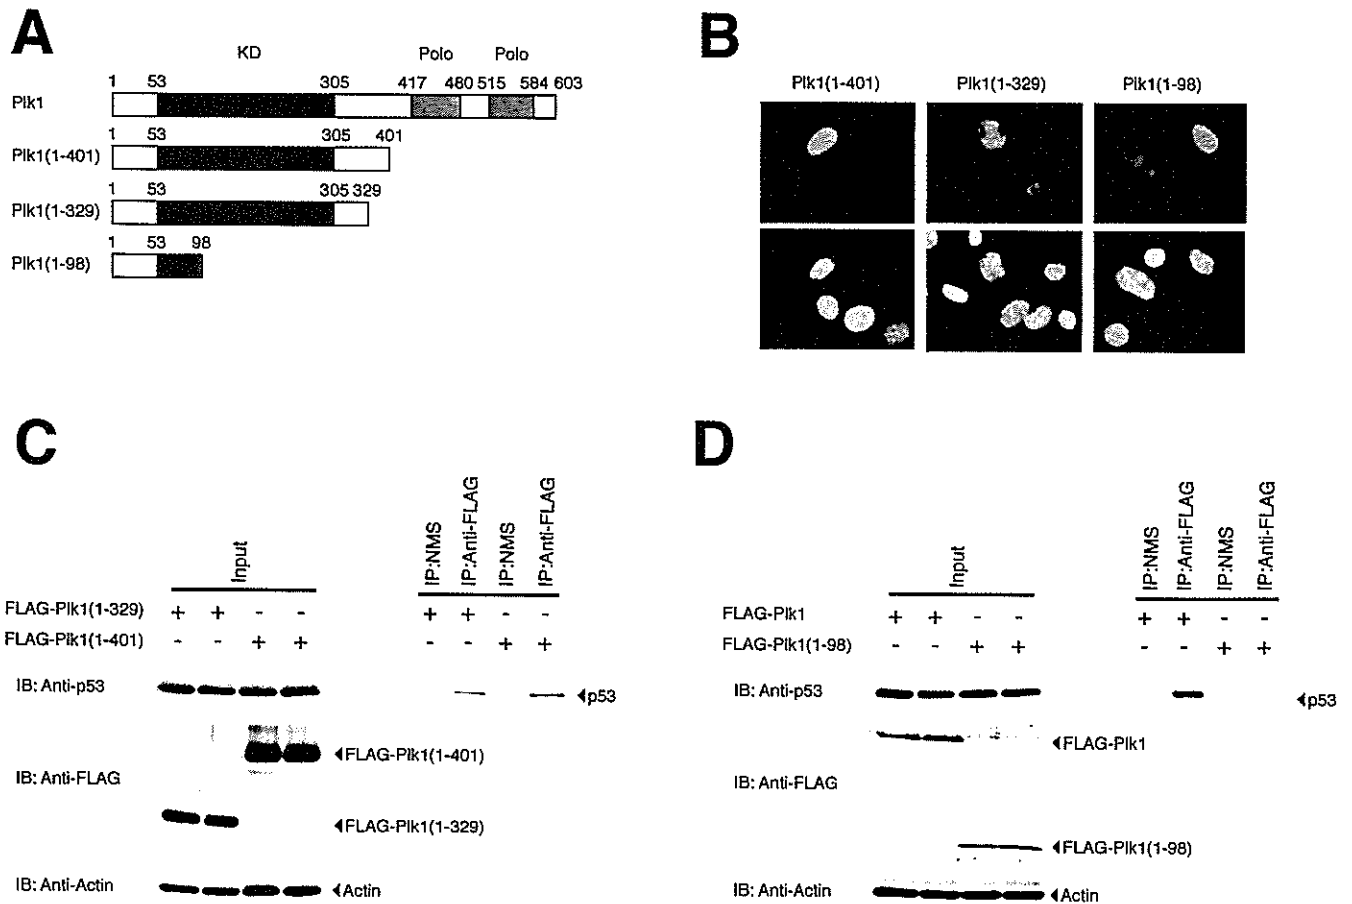 A
KD Polo Polo
1 53 305 417 480 515 584 603
Plk1
1 53 305 401
Plk1(1-401)
1 53 305 329
Plk1(1-329)
1 53 98
Plk1(1-98)
B
Plk1(1-401) Plk1(1-329) Plk1(1-98)
C
Input
IP:NMS
IP:Anti-FLAG
IP:NMS
IP:Anti-FLAG
FLAG-Plk1(1-329) + + - - + + - -
FLAG-Plk1(1-401) - - + + - - + +
IB: Anti-p53
p53
FLAG-Plk1(1-401)
IB: Anti-FLAG
FLAG-Plk1(1-329)
IB: Anti-Actin
Actin
D
Input
IP:NMS
IP:Anti-FLAG
IP:NMS
IP:Anti-FLAG
FLAG-Plk1 + + - - + + - -
FLAG-Plk1(1-98) - - + + - - + +
IB: Anti-p53
p53
FLAG-Plk1
IB: Anti-FLAG
FLAG-Plk1(1-98)
IB: Anti-Actin
Actin